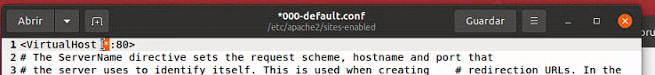 Abrir
*000-default.conf
/etc/apache2/sites-enabled
Guardar
1 <VirtualHost *:80>
2 # The ServerName directive sets the request scheme, hostname and port that
3 # the server uses to identify itself. This is used when creating # redirection URLs. In the